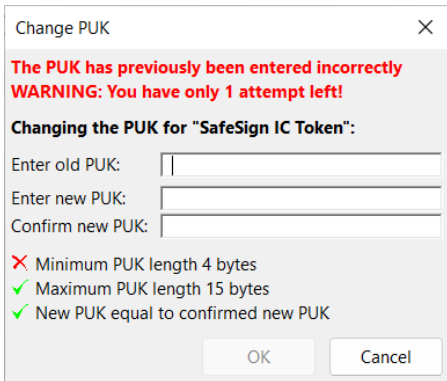 Change PUK
The PUK has previously been entered incorrectly
WARNING: You have only 1 attempt left!
Changing the PUK for "SafeSign IC Token":
Enter old PUK:
Enter new PUK:
Confirm new PUK:
Minimum PUK length 4 bytes
Maximum PUK length 15 bytes
New PUK equal to confirmed new PUK
OK Cancel